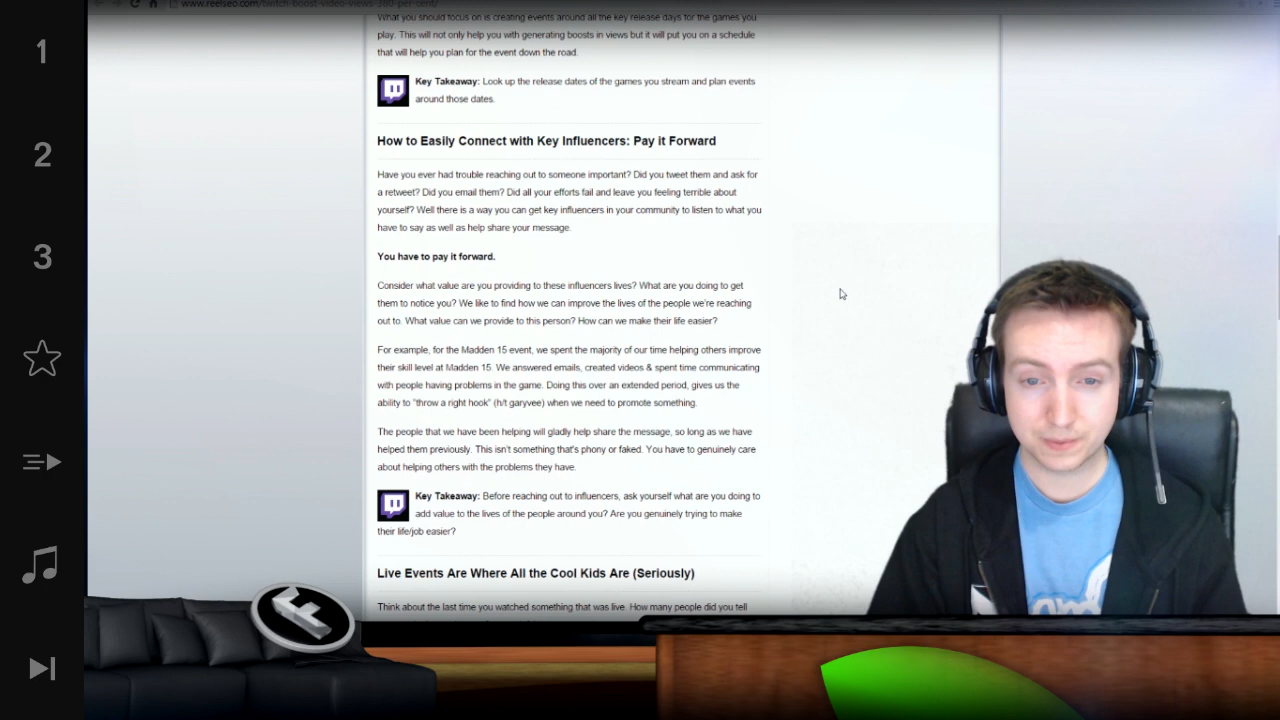 www.reelseo.com/twitch-boost-video-views-380-per-sent/
What you should focus on is creating events around all the key release days for the games you
play. This will not only help you with generating boosts in views but it will put you on a schedule
that will help you plan for the event down the road.
Key Takeaway: Look up the release dates of the games you stream and plan events
around those dates.
How to Easily Connect with Key Influencers: Pay it Forward
Have you ever had trouble reaching out to someone important? Did you tweet them and ask for
a retweet? Did you email them? Did all your efforts fail and leave you feeling terrible about
yourself? Well there is a way you can get key influencers in your community to listen to what you
have to say as well as help share your message.
You have to pay it forward.
Consider what value are you providing to these influencers lives? What are you doing to get
them to notice you? We like to find how we can improve the lives of the people we're reaching
out to. What value can we provide to this person? How can we make their life easier?
For example, for the Madden 15 event, we spent the majority of our time helping others improve
their skill level at Madden 15. We answered emails, created videos & spent time communicating
with people having problems in the game. Doing this over an extended period, gives us the
ability to "throw a right hook" (h/t garyvee) when we need to promote something.
The people that we have been helping will gladly help share the message, so long as we have
helped them previously. This isn't something that's phony or faked. You have to genuinely care
about helping others with the problems they have.
Key Takeaway: Before reaching out to influencers, ask yourself what are you doing to
add value to the lives of the people around you? Are you genuinely trying to make
their life/job easier?
Live Events Are Where All the Cool Kids Are (Seriously)
Think about the last time you watched something that was live. How many people did you tell
1
2
3